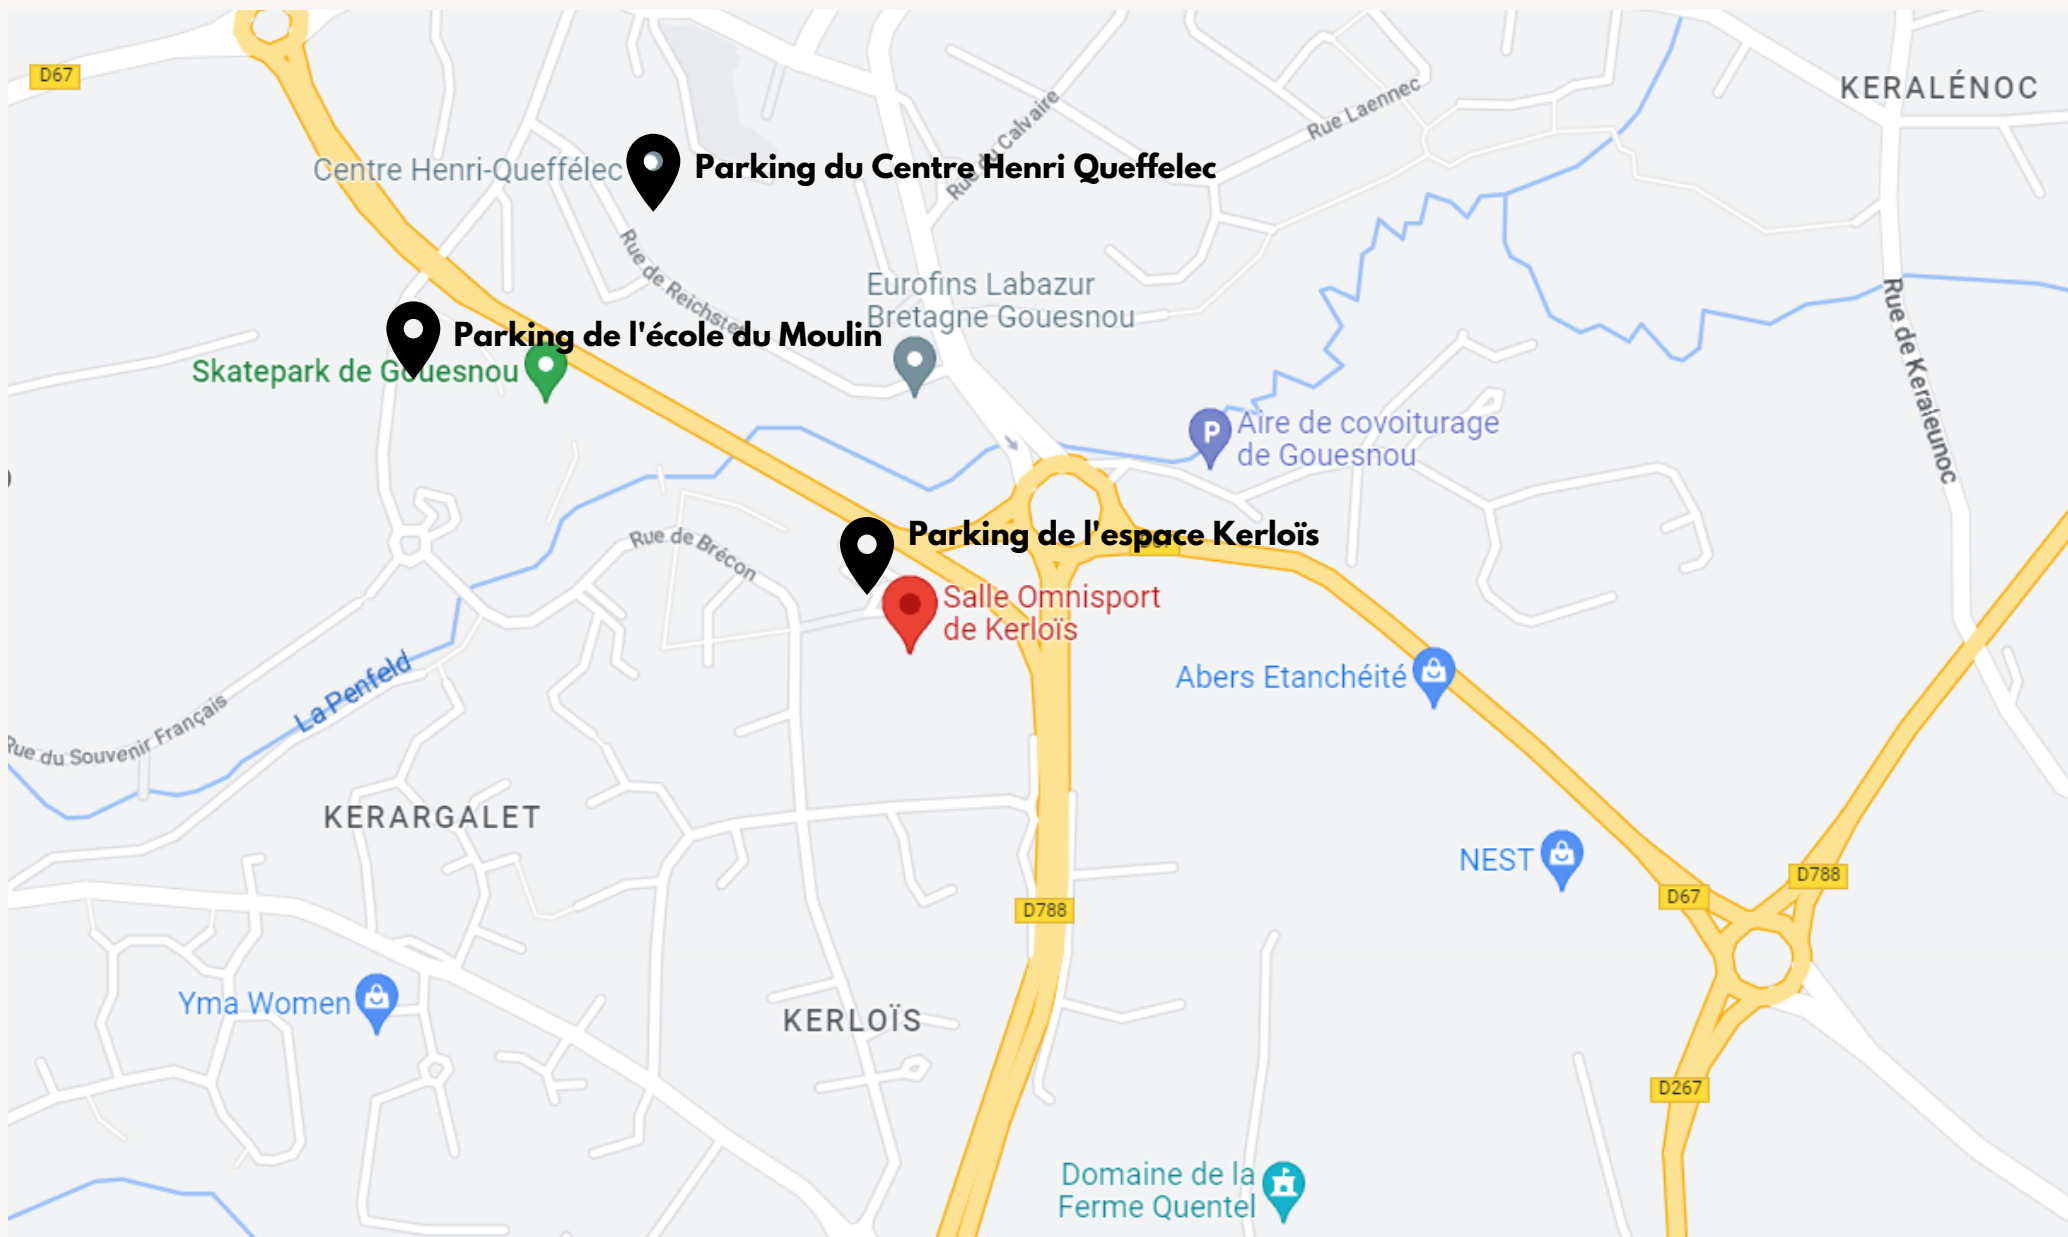 D67
KERALÉNOC
Rue Laennec
Rue du Calvaire
Centre Henri-Queffélec
Parking du Centre Henri Queffelec
Rue de Reichstett
Eurofins Labazur
Bretagne Gouesnou
Parking de l'école du Moulin
Skatepark de Gouesnou
Rue de Keraleunoc
Aire de covoiturage
de Gouesnou
Parking de l'espace Kerloïs
D67
Rue de Brécon
Salle Omnisport
de Kerloïs
Abers Etanchéité
La Penfeld
Rue du Souvenir Français
KERARGALET
NEST
D788
D67
D788
Yma Women
KERLOÏS
D267
Domaine de la
Ferme Quentel